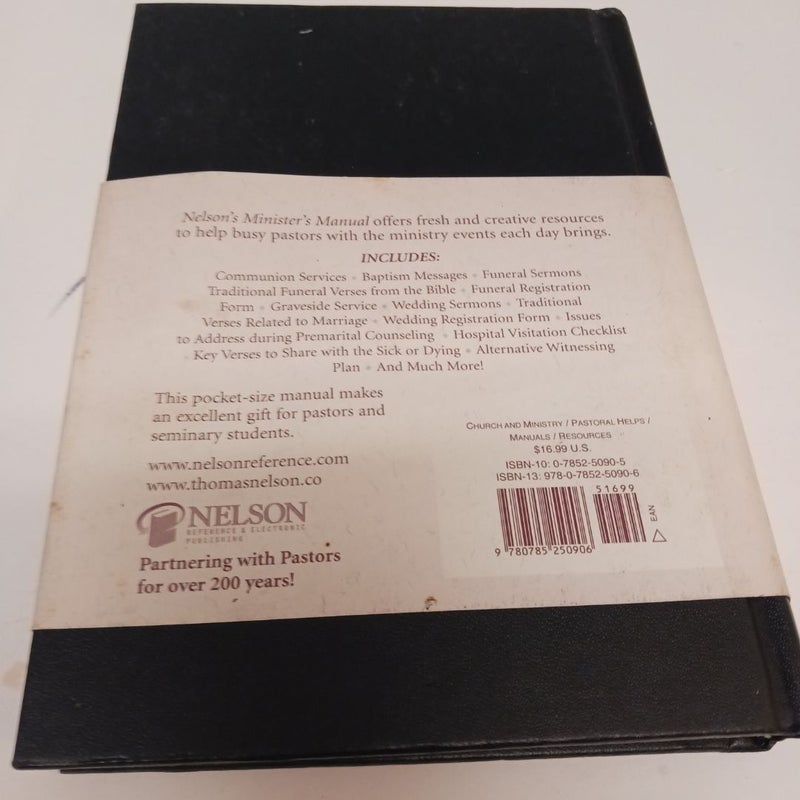 Nelson's Minister's Manual offers fresh and creative resources
to help busy pastors with the ministry events each day brings.
INCLUDES:
Communion Services • Baptism Messages • Funeral Sermons
Traditional Funeral Verses from the Bible • Funeral Registration
Form • Graveside Service • Wedding Sermons • Traditional
Verses Related to Marriage • Wedding Registration Form • Issues
to Address during Premarital Counseling • Hospital Visitation Checklist
• Key Verses to Share with the Sick or Dying • Alternative Witnessing
Plan • And Much More!
This pocket-size manual makes
an excellent gift for pastors and
seminary students.
www.nelsonreference.com
www.thomasnelson.co
NELSON
REFERENCE & ELECTRONIC
PUBLISHING
Partnering with Pastors
for over 200 years!
CHURCH AND MINISTRY / PASTORAL HELPS /
MANUALS / RESOURCES
$16.99 U.S.
ISBN-10: 0-7852-5090-5
ISBN-13: 978-0-7852-5090-6
51699
EAN
9 780785 250906